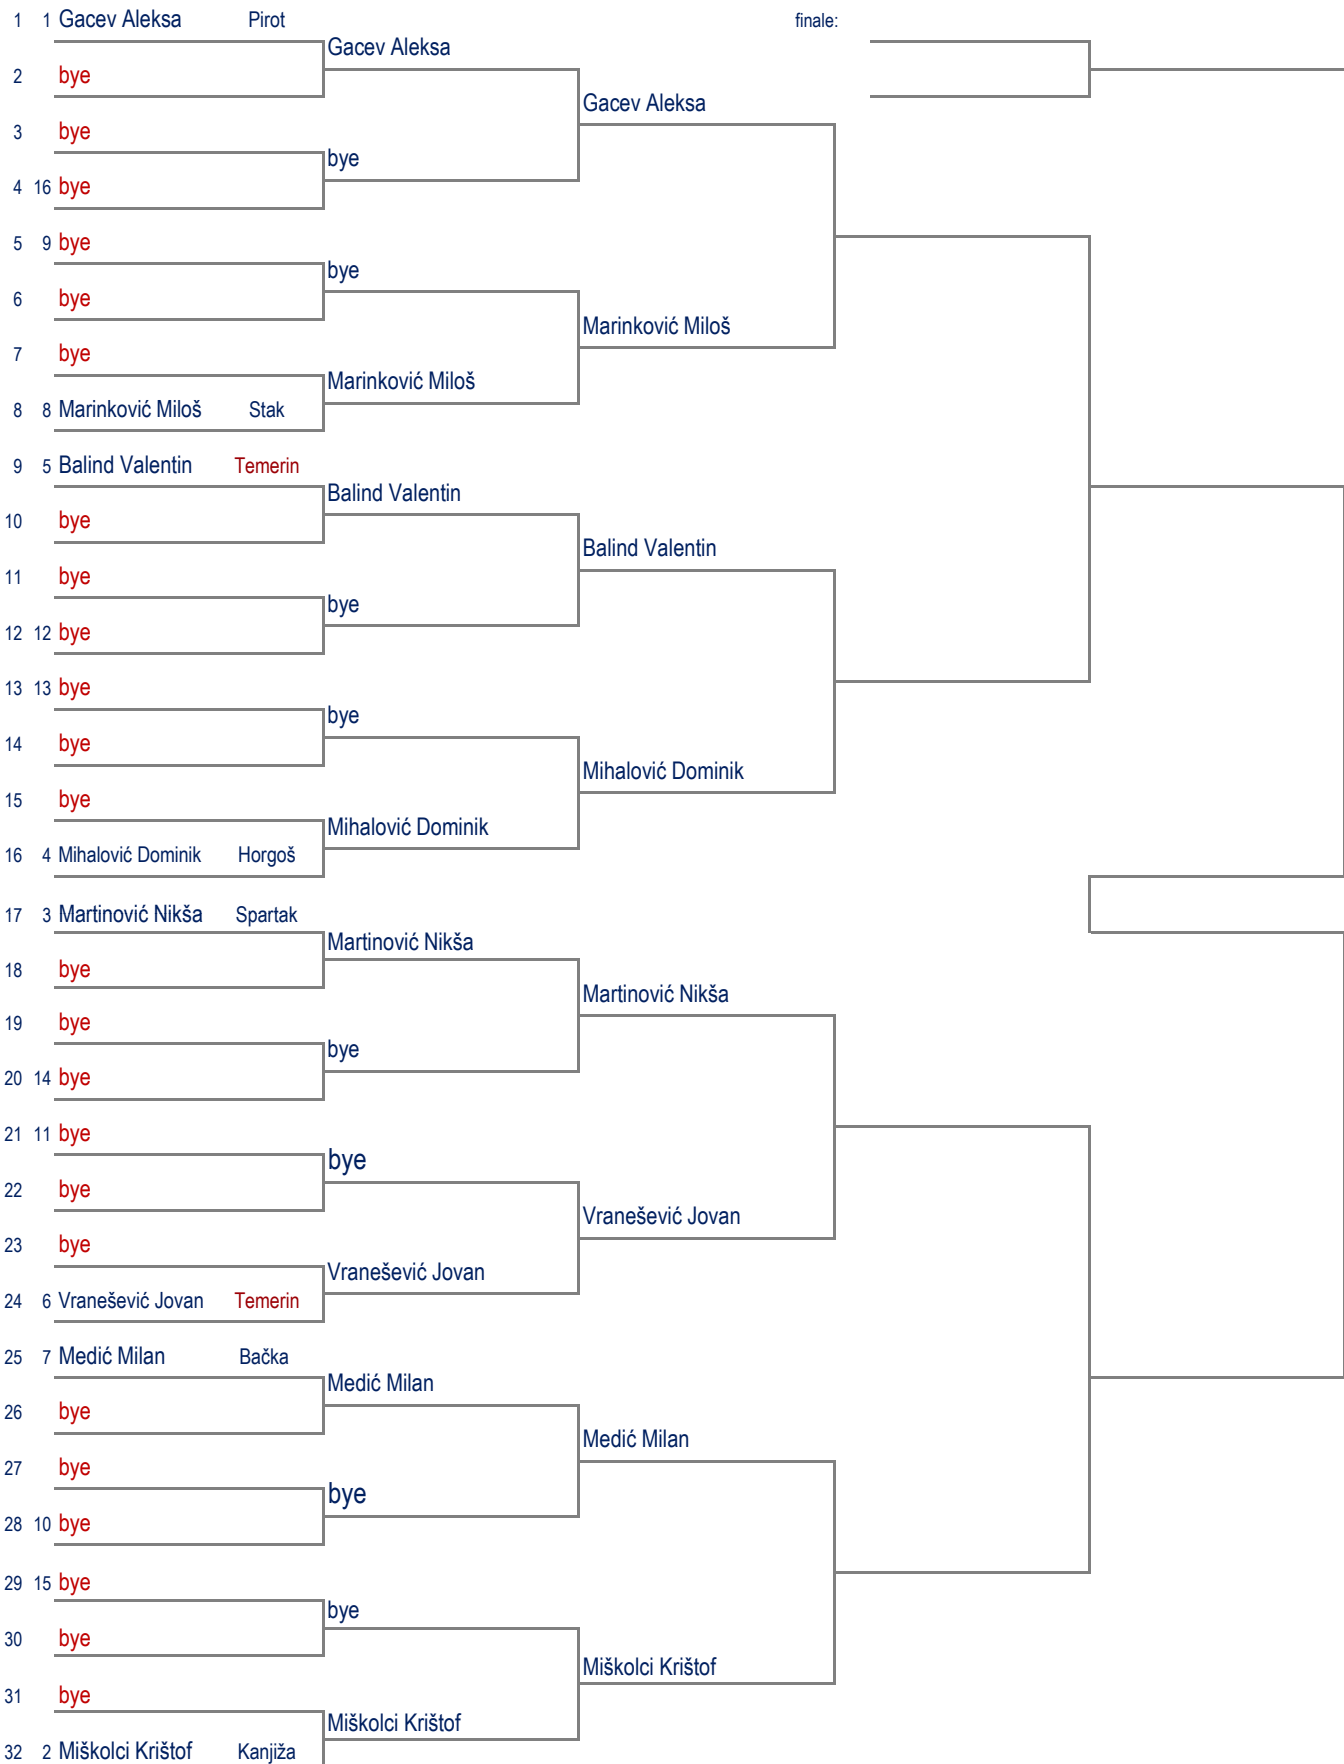 1 1 Gacev Aleksa Pirot finale:
Gacev Aleksa
2 bye
Gacev Aleksa
3 bye
bye
4 16 bye
5 9 bye
bye
6 bye
Marinković Miloš
7 bye
Marinković Miloš
8 8 Marinković Miloš Stak
9 5 Balind Valentin Temerin
Balind Valentin
10 bye
Balind Valentin
11 bye
bye
12 12 bye
13 13 bye
bye
14 bye
Mihalović Dominik
15 bye
Mihalović Dominik
16 4 Mihalović Dominik Horgoš
17 3 Martinović Nikša Spartak
Martinović Nikša
18 bye
Martinović Nikša
19 bye
bye
20 14 bye
21 11 bye
bye
22 bye
Vranešević Jovan
23 bye
Vranešević Jovan
24 6 Vranešević Jovan Temerin
25 7 Medić Milan Bačka
Medić Milan
26 bye
Medić Milan
27 bye
bye
28 10 bye
29 15 bye
bye
30 bye
Miškolci Krištof
31 bye
Miškolci Krištof
32 2 Miškolci Krištof Kanjiža